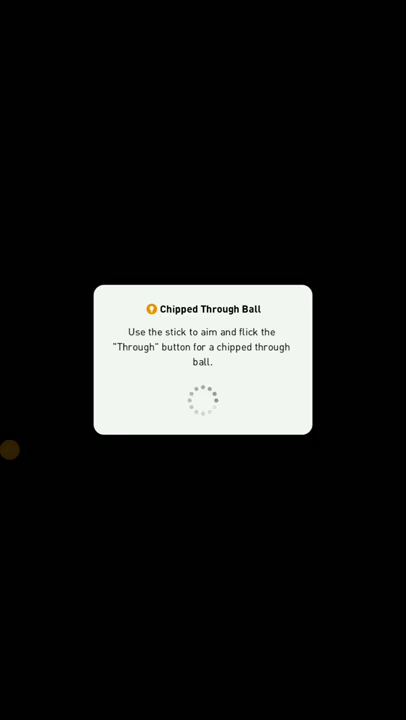 Chipped Through Ball
Use the stick to aim and flick the
"Through" button for a chipped through
ball.